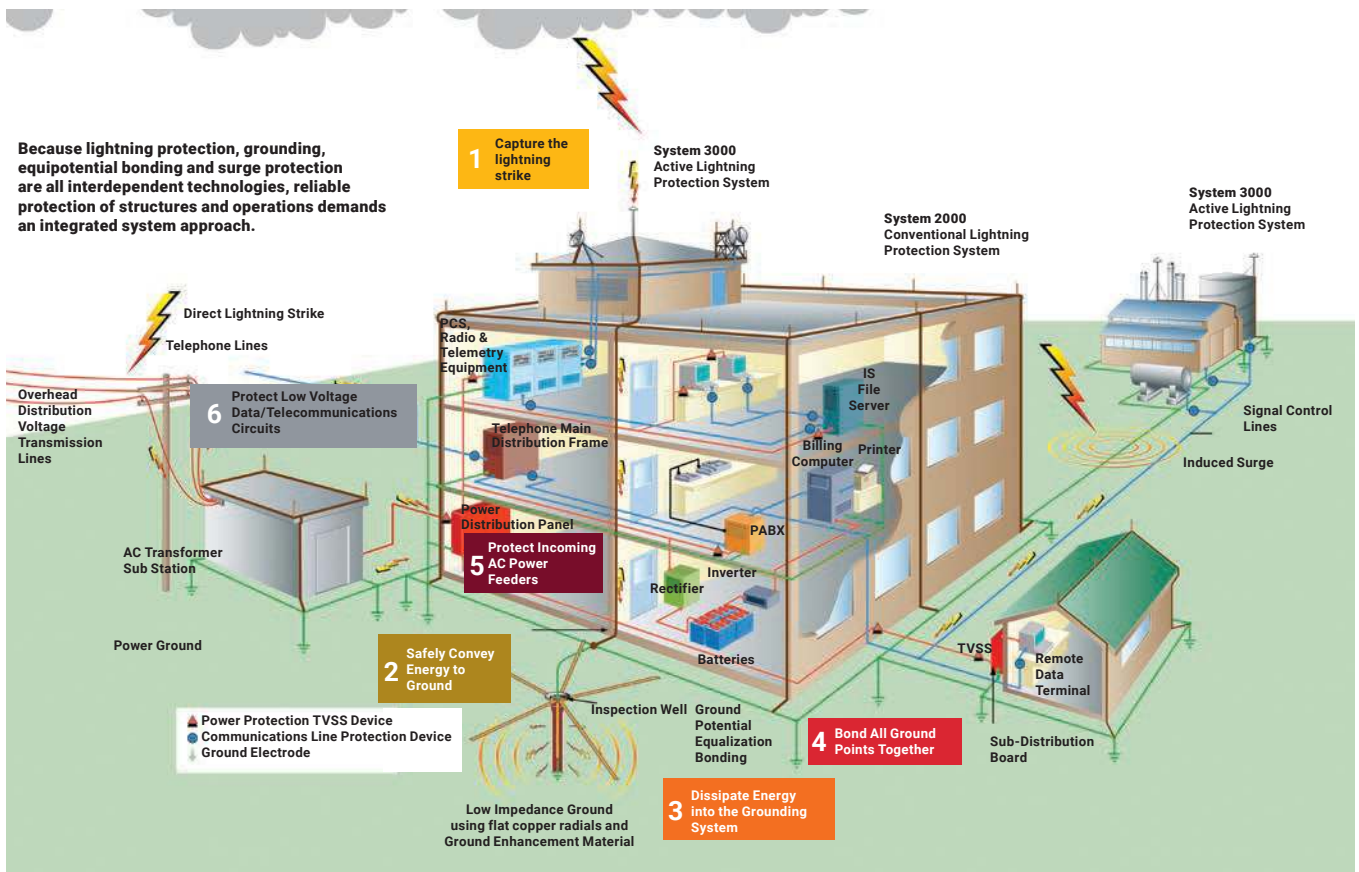 Because lightning protection, grounding,
equipotential bonding and surge protection
are all interdependent technologies, reliable
protection of structures and operations demands
an integrated system approach.
1
Capture the
lightning
strike
System 3000
Active Lightning
Protection System
System 2000
Conventional Lightning
Protection System
System 3000
Active Lightning
Protection System
Direct Lightning Strike
Telephone Lines
Overhead
Distribution
Voltage
Transmission
Lines
6
Protect Low Voltage
Data/Telecommunications
Circuits
PCS,
Radio &
Telemetry
Equipment
IS
File
Server
Telephone Main
Distribution Frame
Billing
Computer
Printer
Signal Control
Lines
Induced Surge
Power
Distribution Panel
PABX
AC Transformer
Sub Station
5
Protect Incoming
AC Power
Feeders
Inverter
Rectifier
Batteries
Power Ground
2
Safely Convey
Energy to
Ground
TVSS
Remote
Data
Terminal
Inspection Well
Ground
Potential
Equalization
Bonding
4
Bond All Ground
Points Together
Sub-Distribution
Board
Power Protection TVSS Device
Communications Line Protection Device
Ground Electrode
3
Dissipate Energy
into the Grounding
System
Low Impedance Ground
using flat copper radials and
Ground Enhancement Material